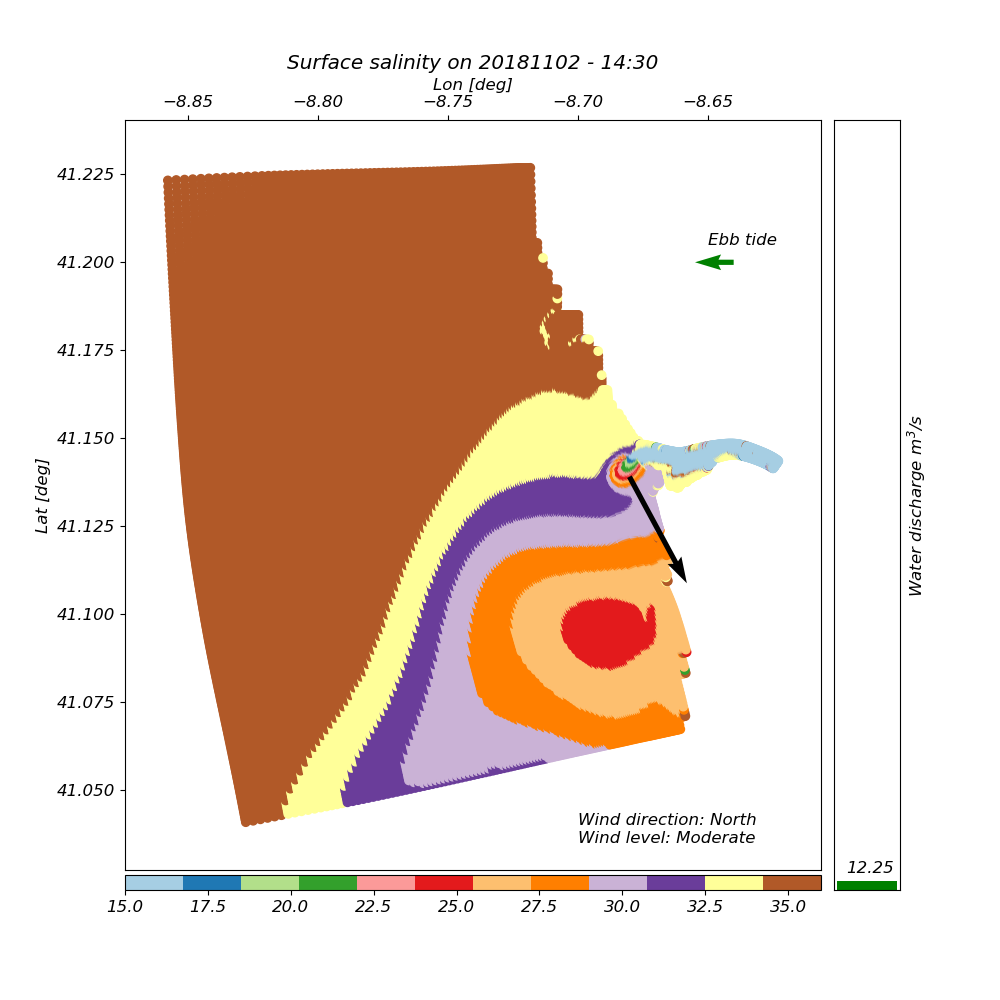 Surface salinity on 20181102 - 14:30
Lon [deg]
−8.85 −8.80 −8.75 −8.70 −8.65
41.225
41.200
41.175
41.150
41.125
41.100
41.075
41.050
Lat [deg]
Ebb tide
Wind direction: North
Wind level: Moderate
15.0 17.5 20.0 22.5 25.0 27.5 30.0 32.5 35.0
12.25
Water discharge m³/s